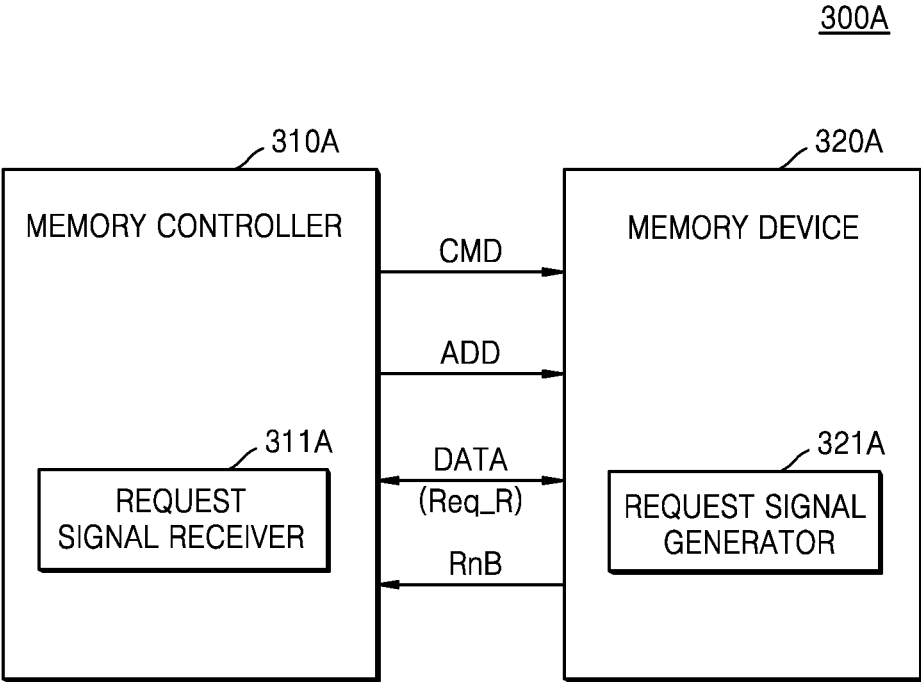 300A
310A
320A
MEMORY CONTROLLER
MEMORY DEVICE
CMD
ADD
311A
321A
DATA
(Req_R)
REQUEST
SIGNAL RECEIVER
REQUEST SIGNAL
GENERATOR
RnB